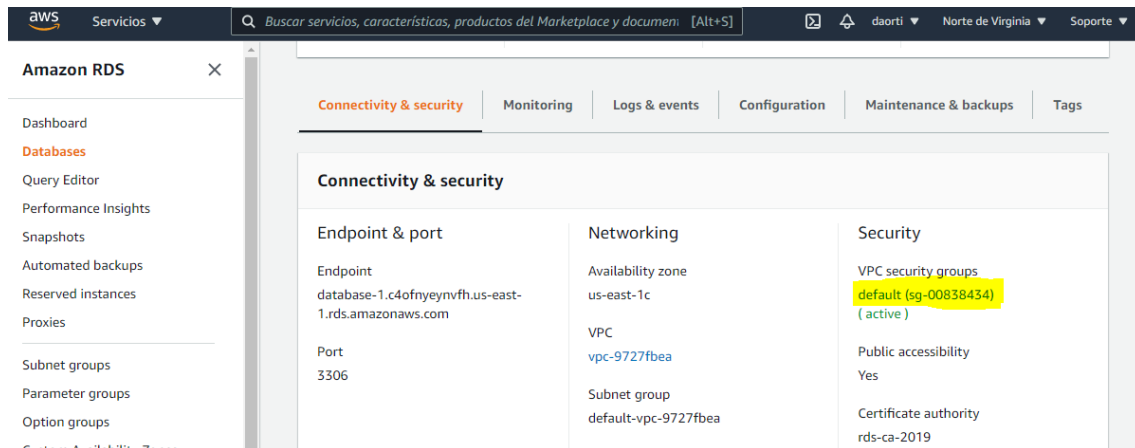 aws
Servicios ▼
Buscar servicios, características, productos del Marketplace y documen [Alt+S]
daorti ▼
Norte de Virginia ▼
Soporte ▼
Amazon RDS
Dashboard
Databases
Query Editor
Performance Insights
Snapshots
Automated backups
Reserved instances
Proxies
Subnet groups
Parameter groups
Option groups
Connectivity & security
Monitoring
Logs & events
Configuration
Maintenance & backups
Tags
Connectivity & security
Endpoint & port
Endpoint
database-1.c4ofnyeynvfh.us-east-
1.rds.amazonaws.com
Port
3306
Networking
Availability zone
us-east-1c
VPC
vpc-9727fbea
Subnet group
default-vpc-9727fbea
Security
VPC security groups
default (sg-00838434)
( active )
Public accessibility
Yes
Certificate authority
rds-ca-2019